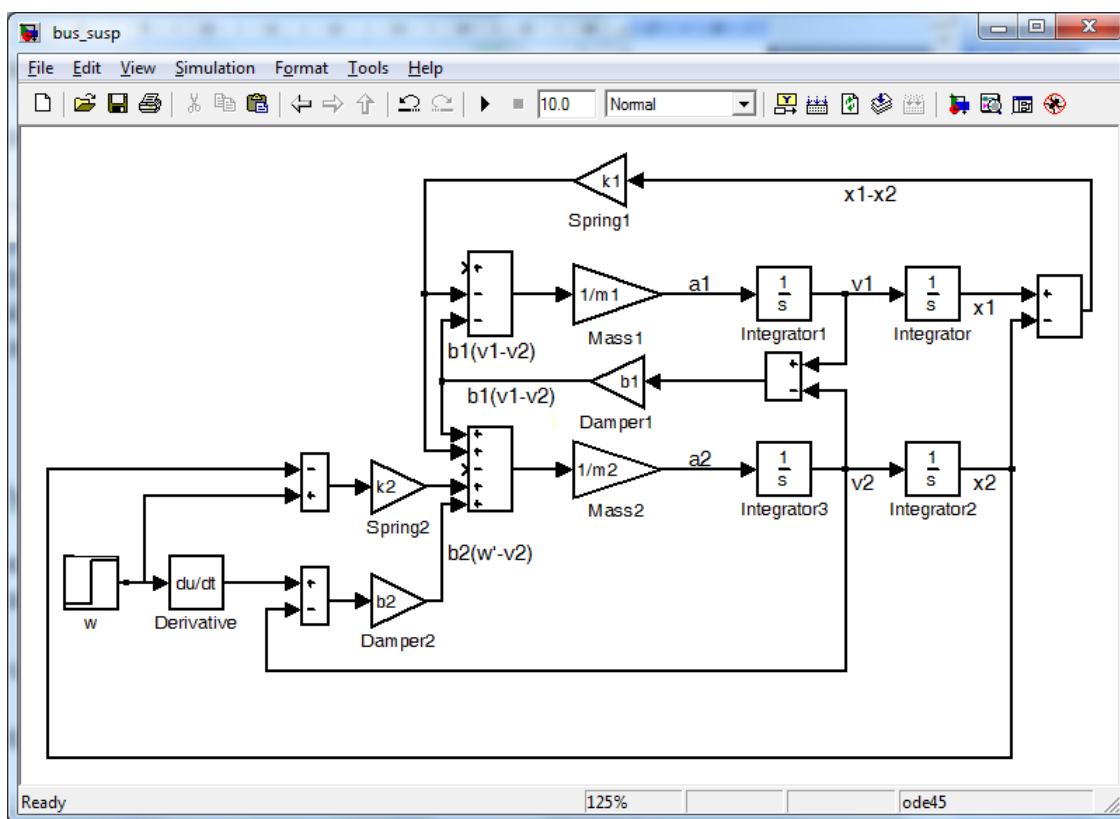 bus_susp
File Edit View Simulation Format Tools Help
10.0 Normal
k1
x1-x2
Spring1
+
-
-
1/m1
a1
1
s
v1
1
s
x1
+
-
Mass1
Integrator1
Integrator
b1(v1-v2)
b1
+
-
b1(v1-v2)
Damper1
+
+
-
+
+
1/m2
a2
1
s
v2
1
s
x2
-
+
k2
Mass2
Integrator3
Integrator2
Spring2
b2(w'-v2)
du/dt
+
-
b2
w
Derivative
Damper2
Ready 125% ode45